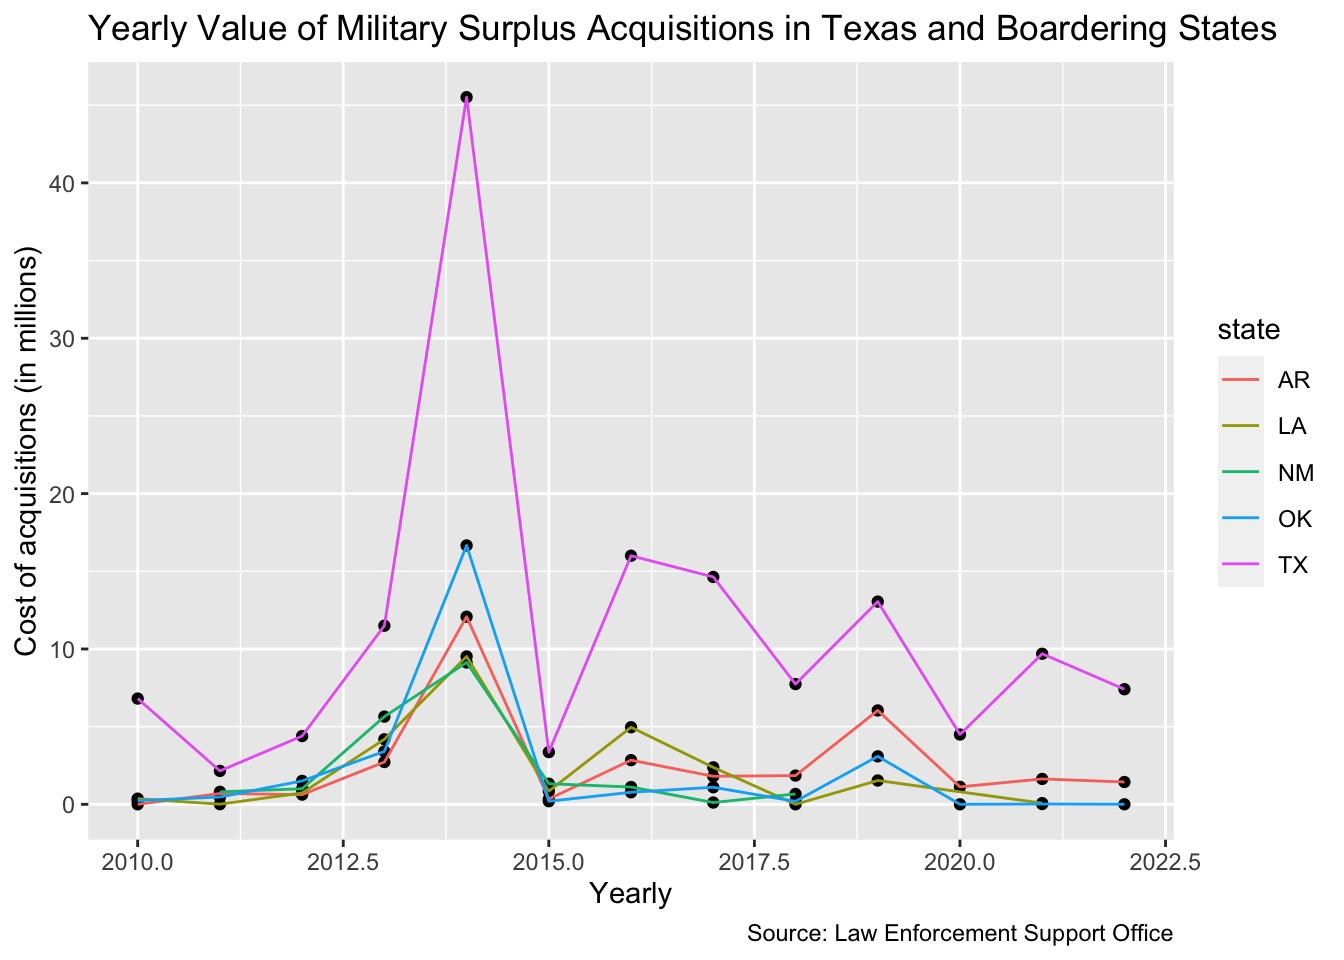 Yearly Value of Military Surplus Acquisitions in Texas and Boardering States
Cost of acquisitions (in millions)
40
30
20
10
0
2010.0 2012.5 2015.0 2017.5 2020.0 2022.5
Yearly
state
AR
LA
NM
OK
TX
Source: Law Enforcement Support Office